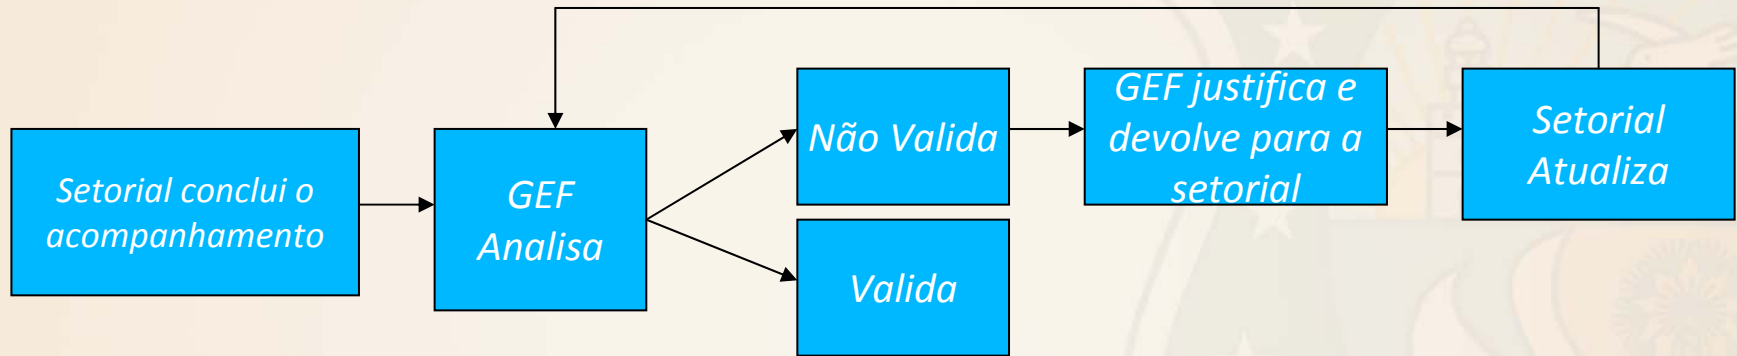 Setorial conclui o
acompanhamento
GEF
Analisa
Não Valida
Valida
GEF justifica e
devolve para a
setorial
Setorial
Atualiza